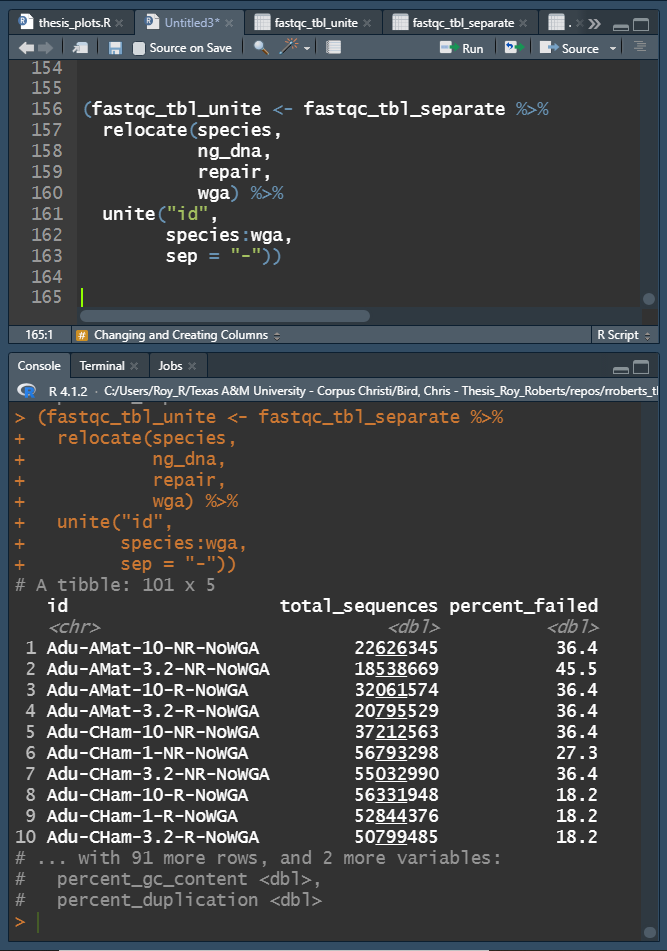 thesis_plots.R Untitled3* fastqc_tbl_unite fastqc_tbl_separate .
Source on Save Run Source
154
155
156 (fastqc_tbl_unite <- fastqc_tbl_separate %>%
157 relocate(species,
158 ng_dna,
159 repair,
160 wga) %>%
161 unite("id",
162 species:wga,
163 sep = "-"))
164
165
165:1 # Changing and Creating Columns R Script
Console Terminal Jobs
R 4.1.2 · C:/Users/Roy_R/Texas A&M University - Corpus Christi/Bird, Chris - Thesis_Roy_Roberts/repos/rroberts_t
> (fastqc_tbl_unite <- fastqc_tbl_separate %>%
+ relocate(species,
+ ng_dna,
+ repair,
+ wga) %>%
+ unite("id",
+ species:wga,
+ sep = "-"))
# A tibble: 101 x 5
id total_sequences percent_failed
<chr> <dbl> <dbl>
1 Adu-AMat-10-NR-NoWGA 22626345 36.4
2 Adu-AMat-3.2-NR-NoWGA 18538669 45.5
3 Adu-AMat-10-R-NoWGA 32061574 36.4
4 Adu-AMat-3.2-R-NoWGA 20795529 36.4
5 Adu-CHam-10-NR-NoWGA 37212563 36.4
6 Adu-CHam-1-NR-NoWGA 56793298 27.3
7 Adu-CHam-3.2-NR-NoWGA 55032990 36.4
8 Adu-CHam-10-R-NoWGA 56331948 18.2
9 Adu-CHam-1-R-NoWGA 52844376 18.2
10 Adu-CHam-3.2-R-NoWGA 50799485 18.2
# ... with 91 more rows, and 2 more variables:
# percent_gc_content <dbl>,
# percent_duplication <dbl>
>